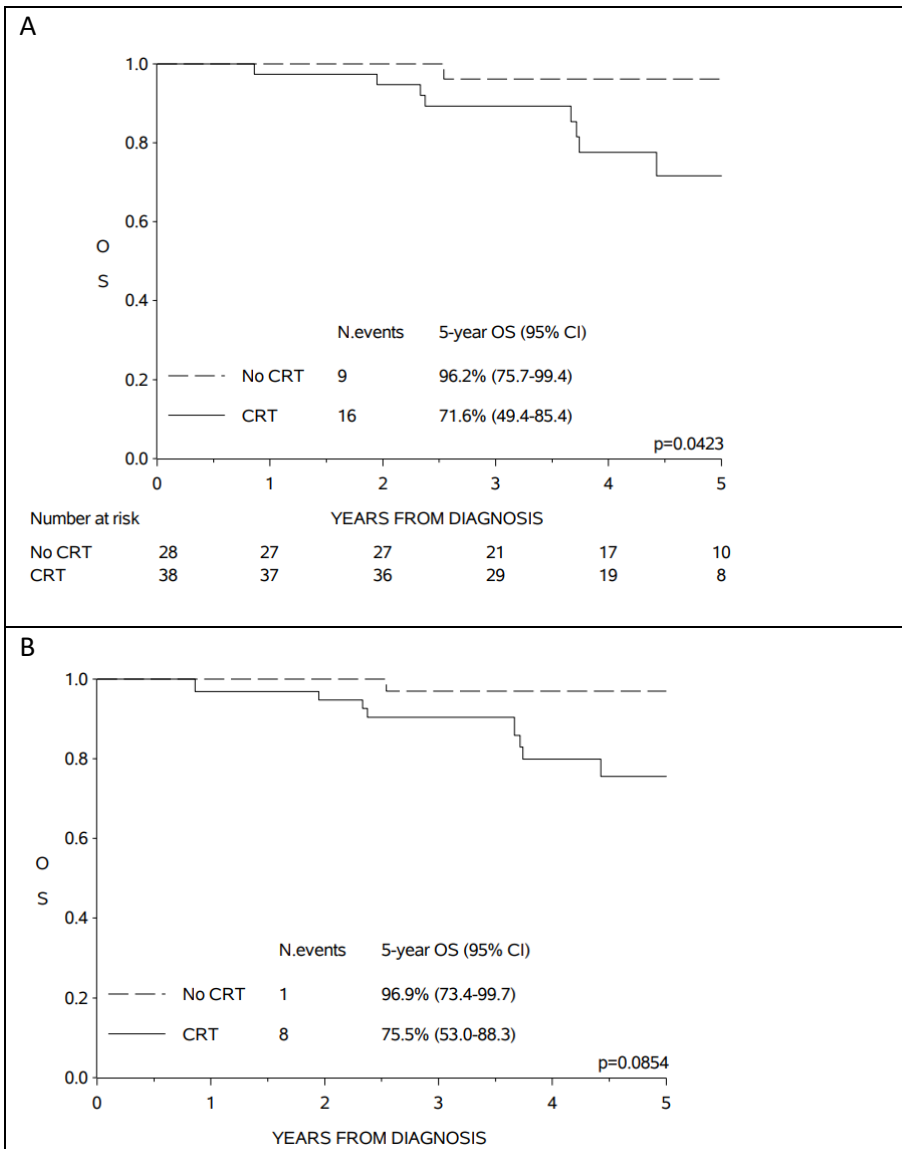 A
1.0
0.8
0.6
O
S
0.4
N.events 5-year OS (95% CI)
No CRT 9 96.2% (75.7-99.4)
0.2
CRT 16 71.6% (49.4-85.4)
p=0.0423
0.0
0 1 2 3 4 5
Number at risk YEARS FROM DIAGNOSIS
No CRT 28 27 27 21 17 10
CRT 38 37 36 29 19 8
B
1.0
0.8
0.6
O
S
0.4
N.events 5-year OS (95% CI)
No CRT 1 96.9% (73.4-99.7)
0.2
CRT 8 75.5% (53.0-88.3)
p=0.0854
0.0
0 1 2 3 4 5
YEARS FROM DIAGNOSIS